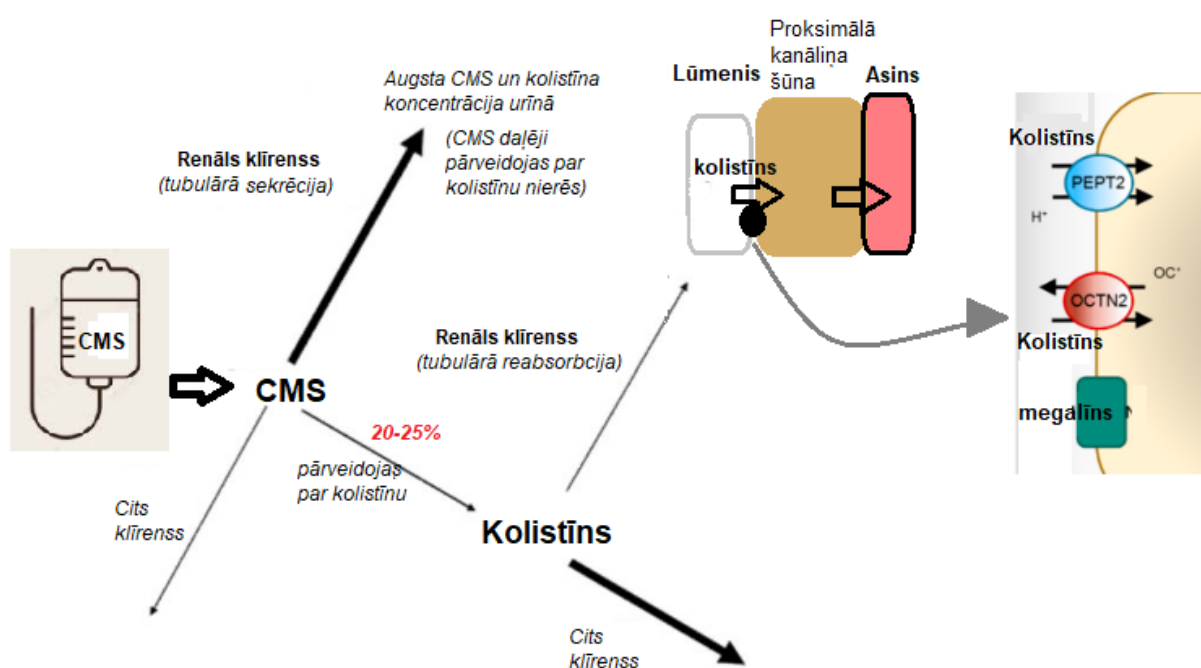 Augsta CMS un kolistīna
koncentrācija urīnā
(CMS daļēji
pārveidojas par
kolistīnu nierēs)
Renāls klīrenss
(tubulārā sekrēcija)
CMS
CMS
20-25%
pārveidojas
par kolistīnu
Cits
klīrenss
Kolistīns
Cits
klīrenss
Renāls klīrenss
(tubulārā reabsorbcija)
Lūmenis
Proksimālā
kanāliņa
šūna
Asins
kolistīns
Kolistīns
PEPT2
H⁺
OC⁺
OCTN2
Kolistīns
megalīns